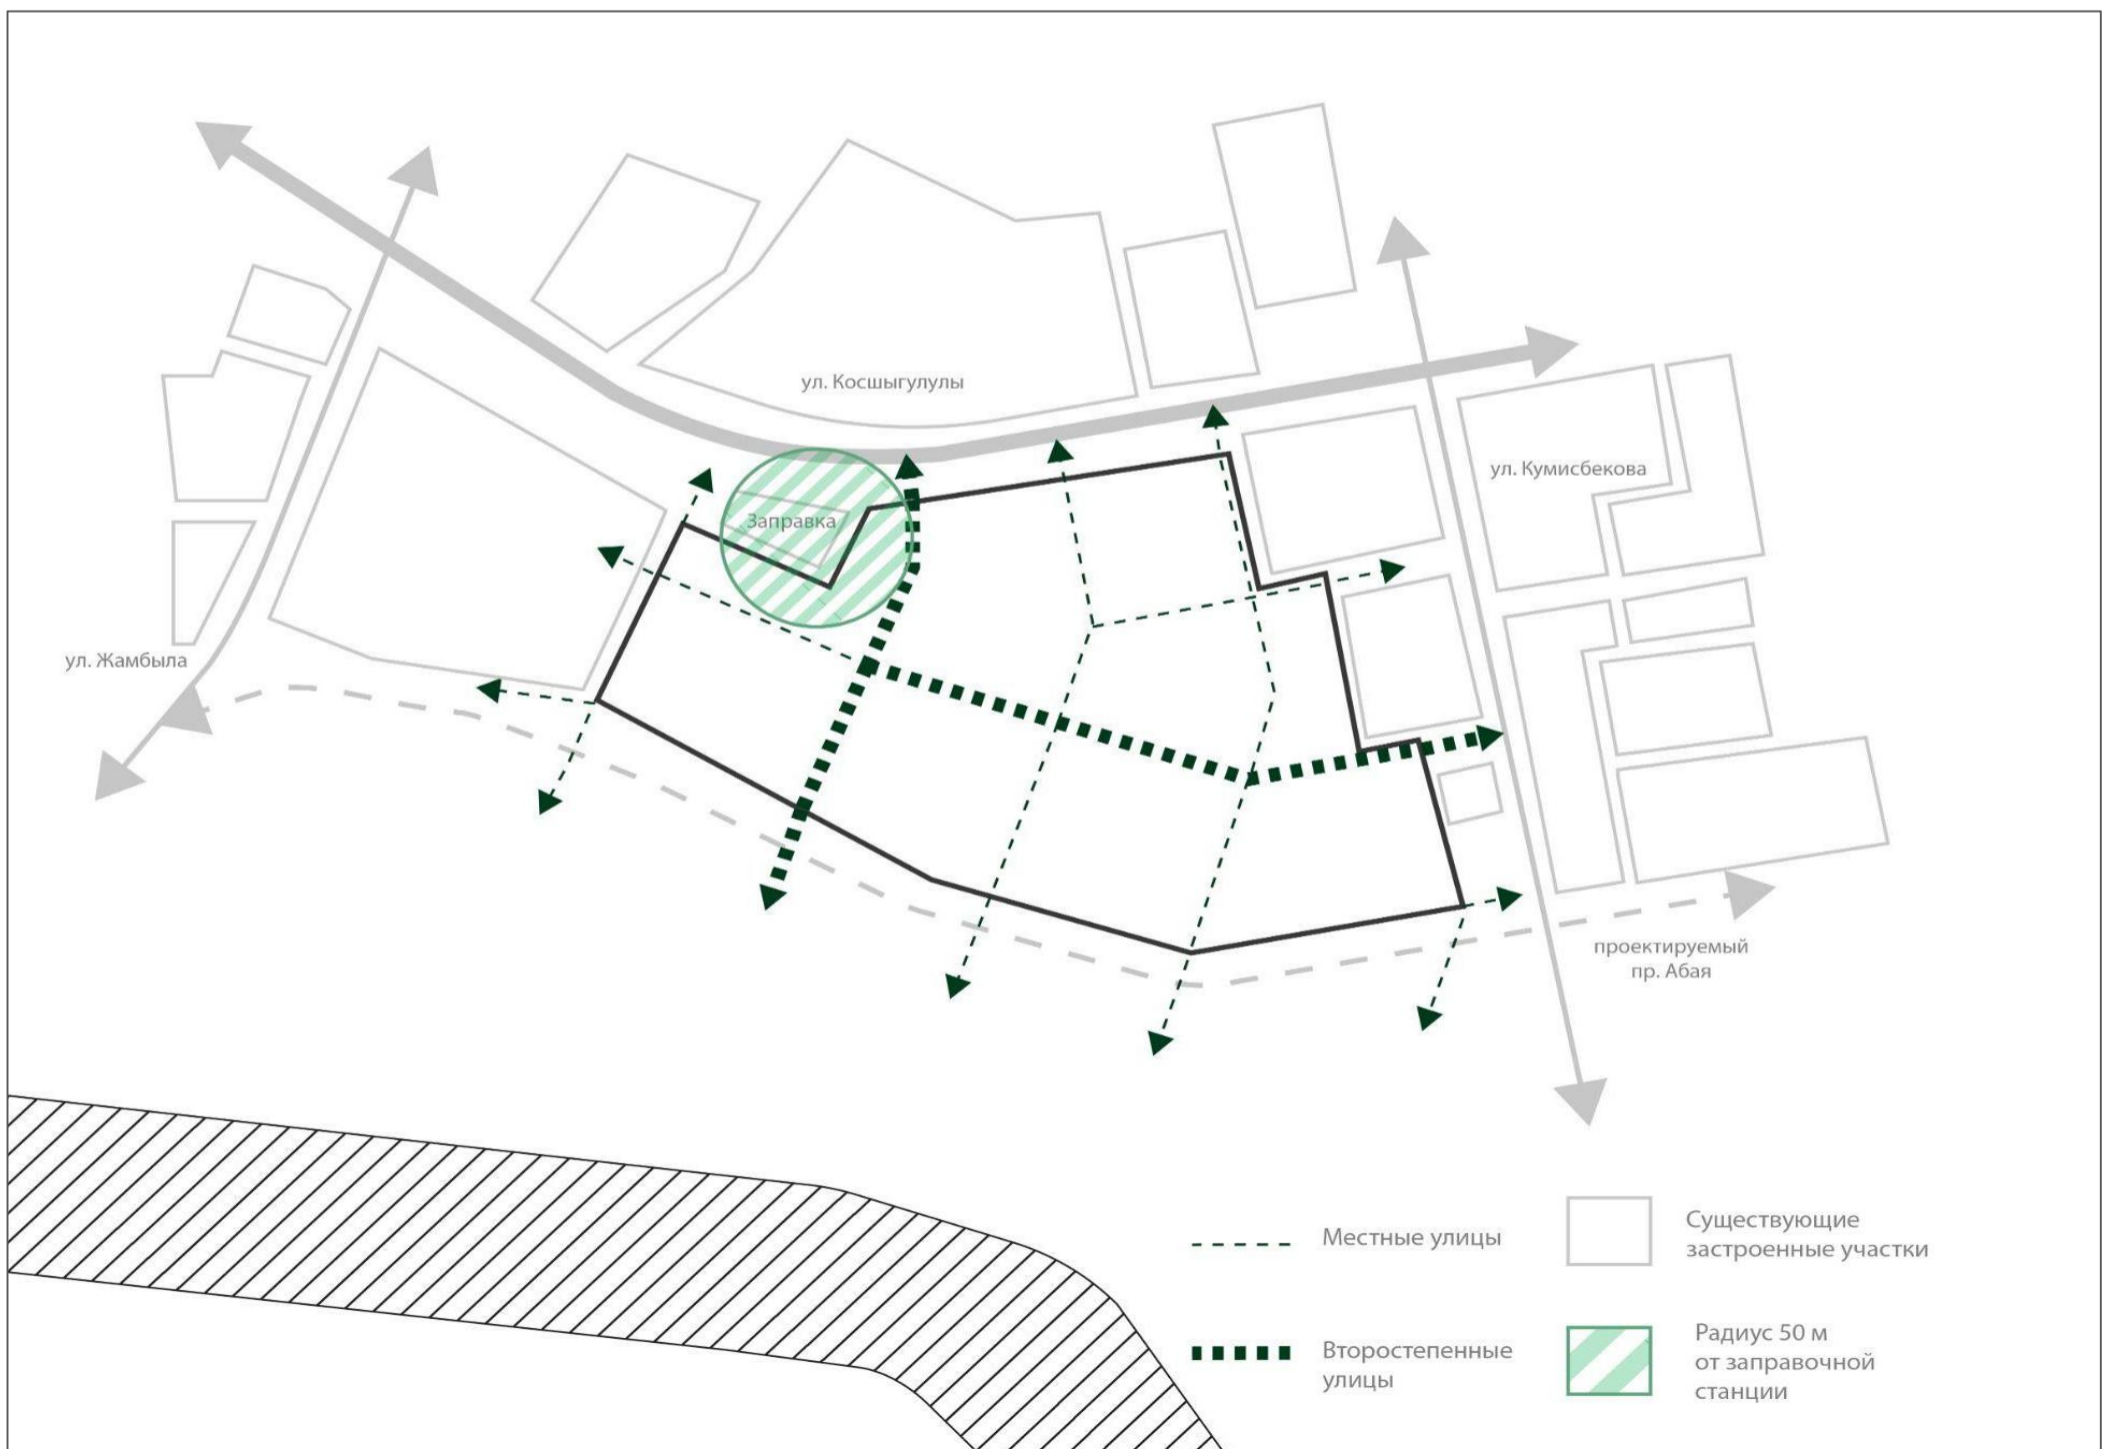 ул. Косшыгулулы
ул. Кумисбекова
Заправка
ул. Жамбыла
проектируемый
пр. Абая
Местные улицы
Второстепенные
улицы
Существующие
застроенные участки
Радиус 50 м
от заправочной
станции